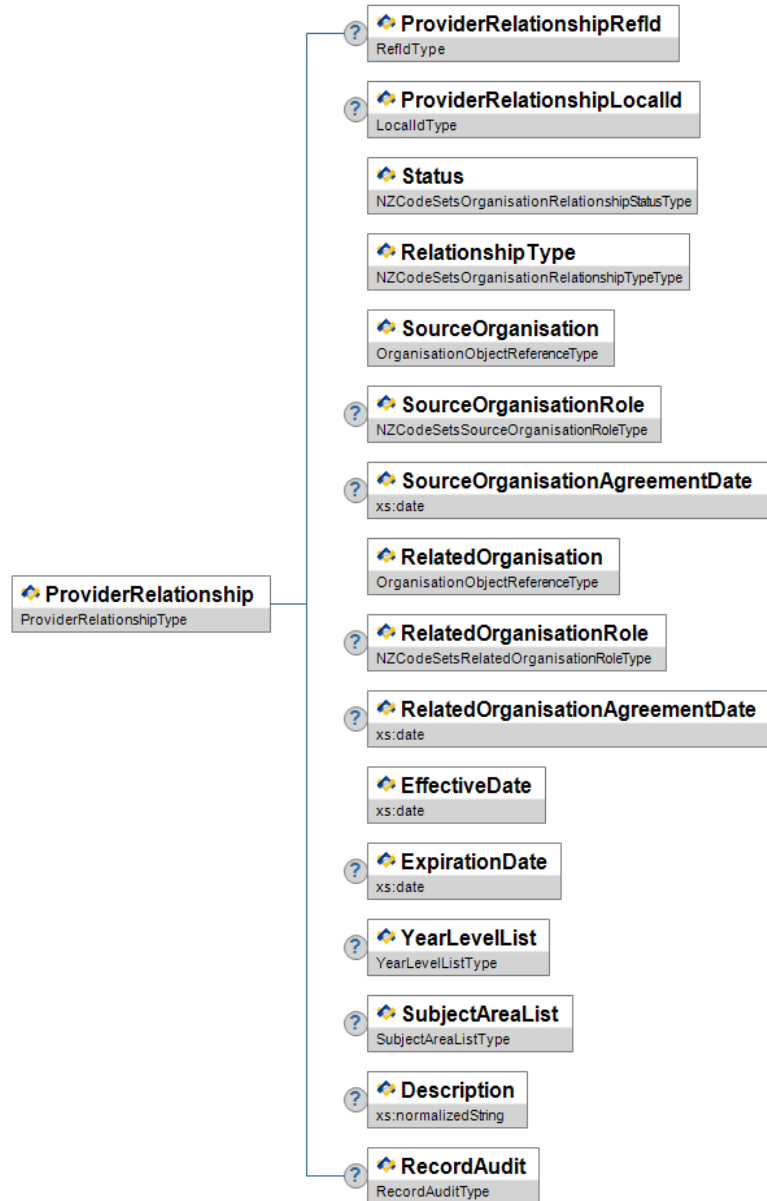 ? ProviderRelationshipRefId
RefIdType
? ProviderRelationshipLocalId
LocalIdType
Status
NZCodeSetsOrganisationRelationshipStatusType
RelationshipType
NZCodeSetsOrganisationRelationshipTypeType
SourceOrganisation
OrganisationObjectReferenceType
? SourceOrganisationRole
NZCodeSetsSourceOrganisationRoleType
? SourceOrganisationAgreementDate
xs:date
RelatedOrganisation
OrganisationObjectReferenceType
ProviderRelationship
ProviderRelationshipType
? RelatedOrganisationRole
NZCodeSetsRelatedOrganisationRoleType
? RelatedOrganisationAgreementDate
xs:date
EffectiveDate
xs:date
? ExpirationDate
xs:date
? YearLevelList
YearLevelListType
? SubjectAreaList
SubjectAreaListType
? Description
xs:normalizedString
? RecordAudit
RecordAuditType